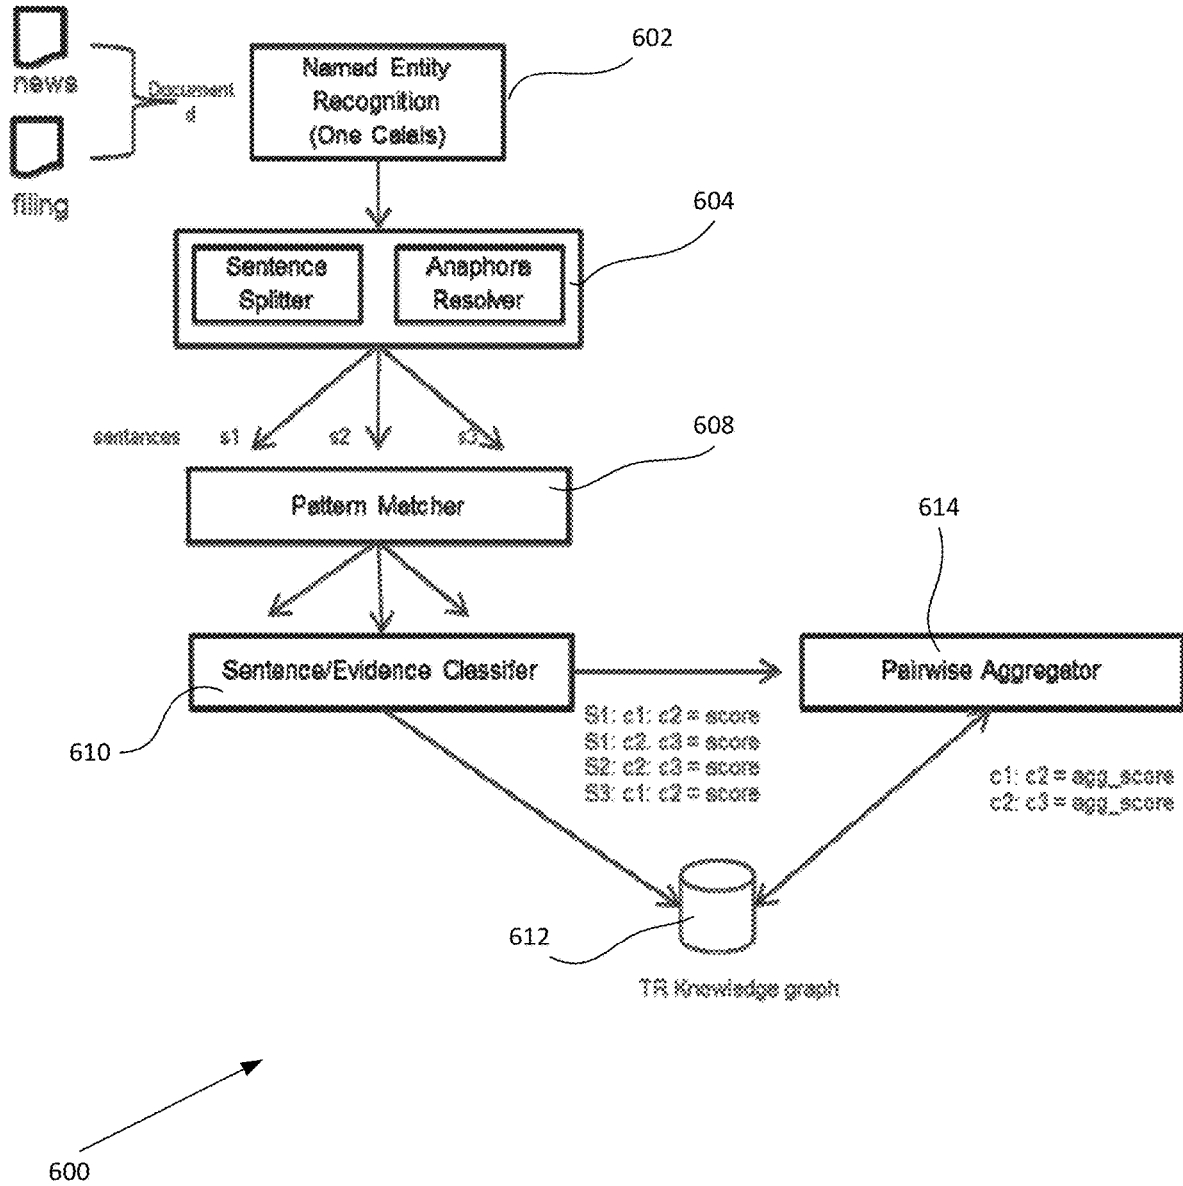 602
news
Document
d
filing
Named Entity
Recognition
(One Calais)
604
Sentence
Splitter
Anaphora
Resolver
sentances s1 s2 s3
608
Pattern Matcher
614
Sentence/Evidence Classifer
Pairwise Aggregator
610
S1: c1: c2 = score
S1: c2. c3 = score
S2: c2: c3 = score
S3: c1: c2 = score
c1: c2 = agg_score
c2: c3 = agg_score
612
TR Knowledge graph
600